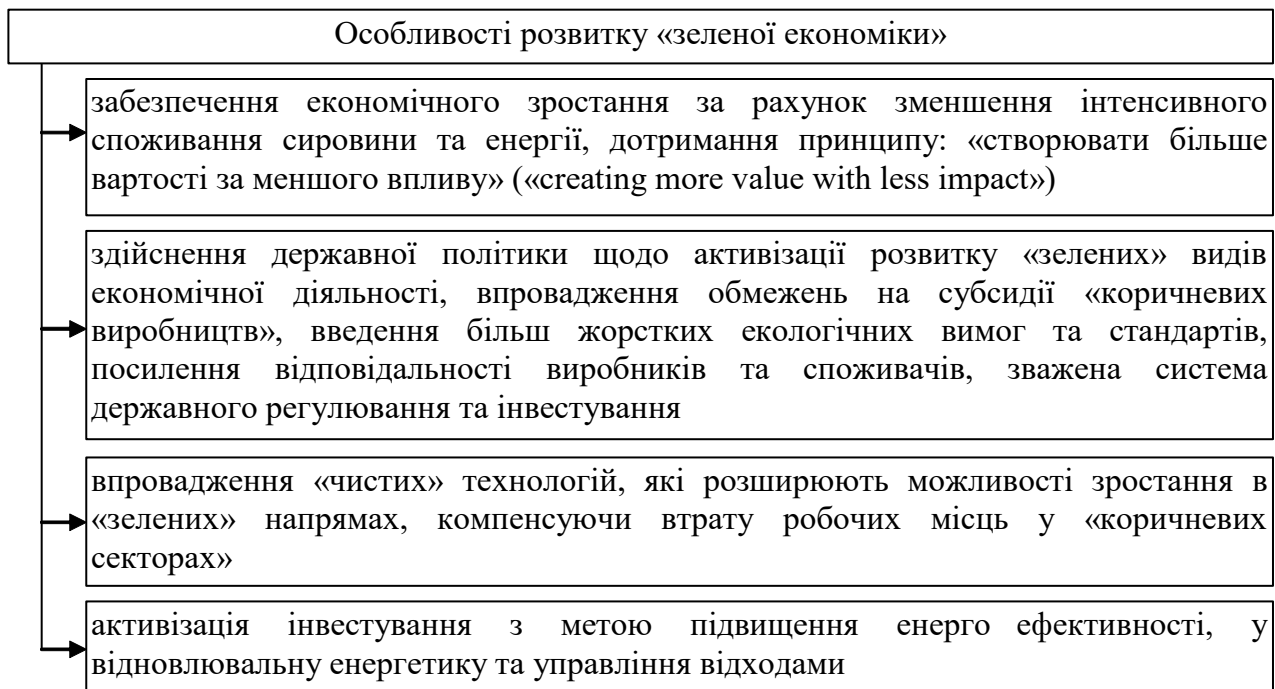 Особливості розвитку «зеленої економіки»
забезпечення економічного зростання за рахунок зменшення інтенсивного
споживання сировини та енергії, дотримання принципу: «створювати більше
вартості за меншого впливу» («creating more value with less impact»)
здійснення державної політики щодо активізації розвитку «зелених» видів
економічної діяльності, впровадження обмежень на субсидії «коричневих
виробництв», введення більш жорстких екологічних вимог та стандартів,
посилення відповідальності виробників та споживачів, зважена система
державного регулювання та інвестування
впровадження «чистих» технологій, які розширюють можливості зростання в
«зелених» напрямах, компенсуючи втрату робочих місць у «коричневих
секторах»
активізація інвестування з метою підвищення енерго ефективності, у
відновлювальну енергетику та управління відходами